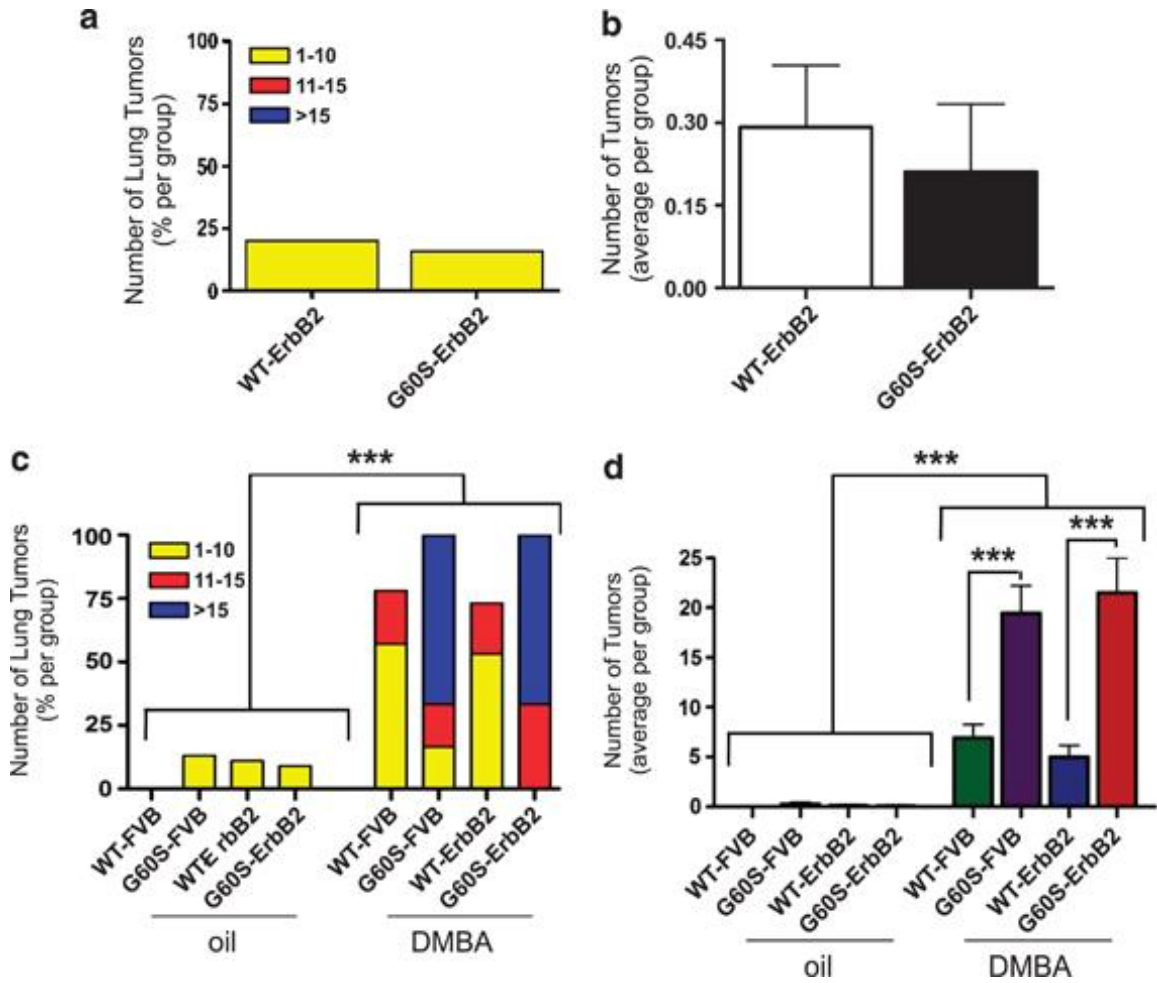 a
Number of Lung Tumors
(% per group)
100
75
50
25
0
1-10
11-15
>15
WT-ErbB2
G60S-ErbB2
b
Number of Tumors
(average per group)
0.45
0.30
0.15
0.00
WT-ErbB2
G60S-ErbB2
c
***
Number of Lung Tumors
(% per group)
100
75
50
25
0
1-10
11-15
>15
WT-FVB
G60S-FVB
WTE rbB2
G60S-ErbB2
WT-FVB
G60S-FVB
WT-ErbB2
G60S-ErbB2
oil
DMBA
d
***
***
***
Number of Tumors
(average per group)
25
20
15
10
5
0
WT-FVB
G60S-FVB
WT-ErbB2
G60S-ErbB2
WT-FVB
G60S-FVB
WT-ErbB2
G60S-ErbB2
oil
DMBA